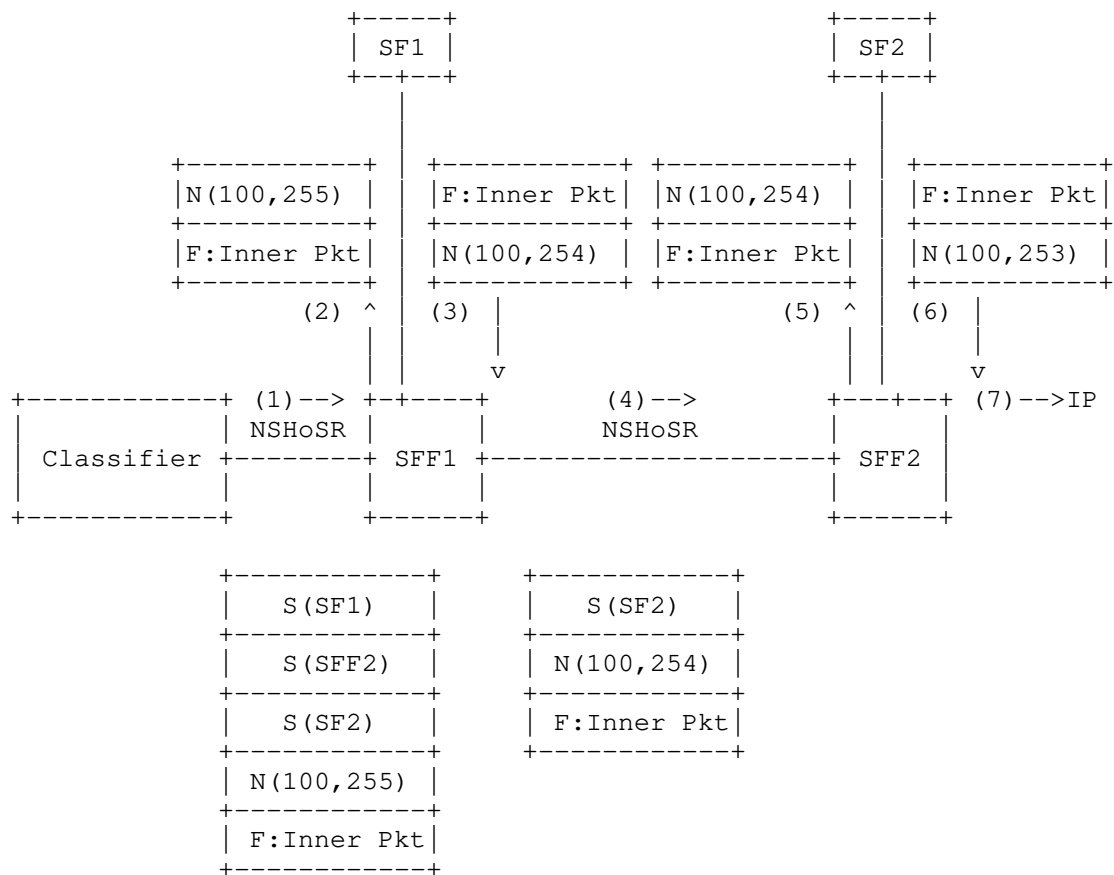 SF1 SF2
N(100,255) F:Inner Pkt N(100,254) F:Inner Pkt
F:Inner Pkt N(100,254) F:Inner Pkt N(100,253)
(2) ^ (3) (5) ^ (6)
v v
(1)--> (4)--> (7)-->IP
NSHoSR NSHoSR
Classifier SFF1 SFF2
S(SF1) S(SF2)
S(SFF2) N(100,254)
S(SF2) F:Inner Pkt
N(100,255)
F:Inner Pkt